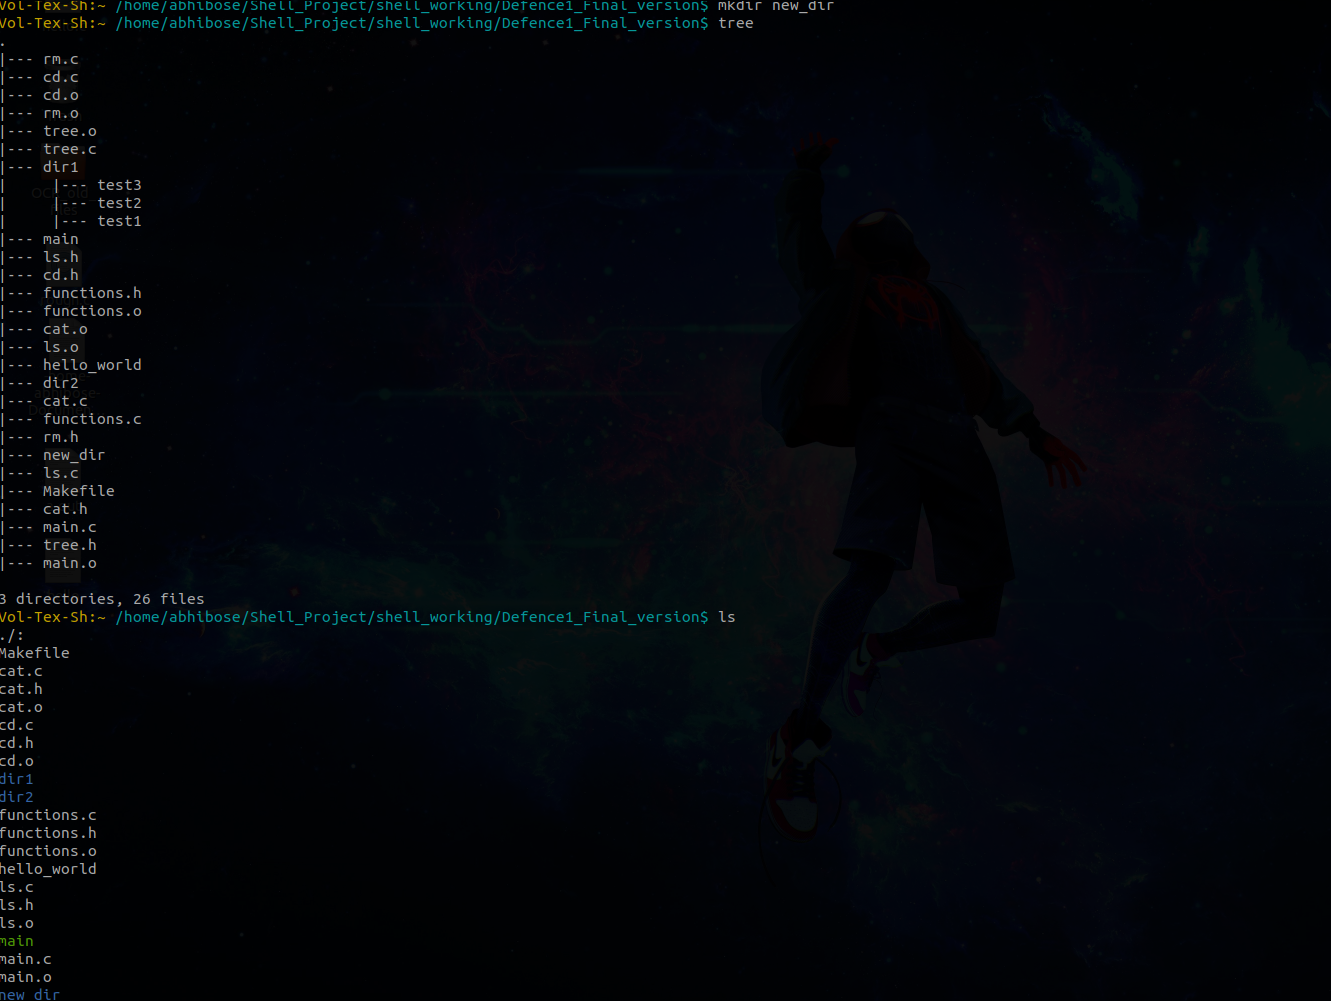 Vol-Tex-Sh:~ /home/abhibose/Shell_Project/shell_working/Defence1_Final_version$ mkdir new_dir
Vol-Tex-Sh:~ /home/abhibose/Shell_Project/shell_working/Defence1_Final_version$ tree
.
|--- rm.c
|--- cd.c
|--- cd.o
|--- rm.o
|--- tree.o
|--- tree.c
|--- dir1
|     |--- test3
|     |--- test2
|     |--- test1
|--- main
|--- ls.h
|--- cd.h
|--- functions.h
|--- functions.o
|--- cat.o
|--- ls.o
|--- hello_world
|--- dir2
|--- cat.c
|--- functions.c
|--- rm.h
|--- new_dir
|--- ls.c
|--- Makefile
|--- cat.h
|--- main.c
|--- tree.h
|--- main.o
3 directories, 26 files
Vol-Tex-Sh:~ /home/abhibose/Shell_Project/shell_working/Defence1_Final_version$ ls
./:
Makefile
cat.c
cat.h
cat.o
cd.c
cd.h
cd.o
dir1
dir2
functions.c
functions.h
functions.o
hello_world
ls.c
ls.h
ls.o
main
main.c
main.o
new_dir